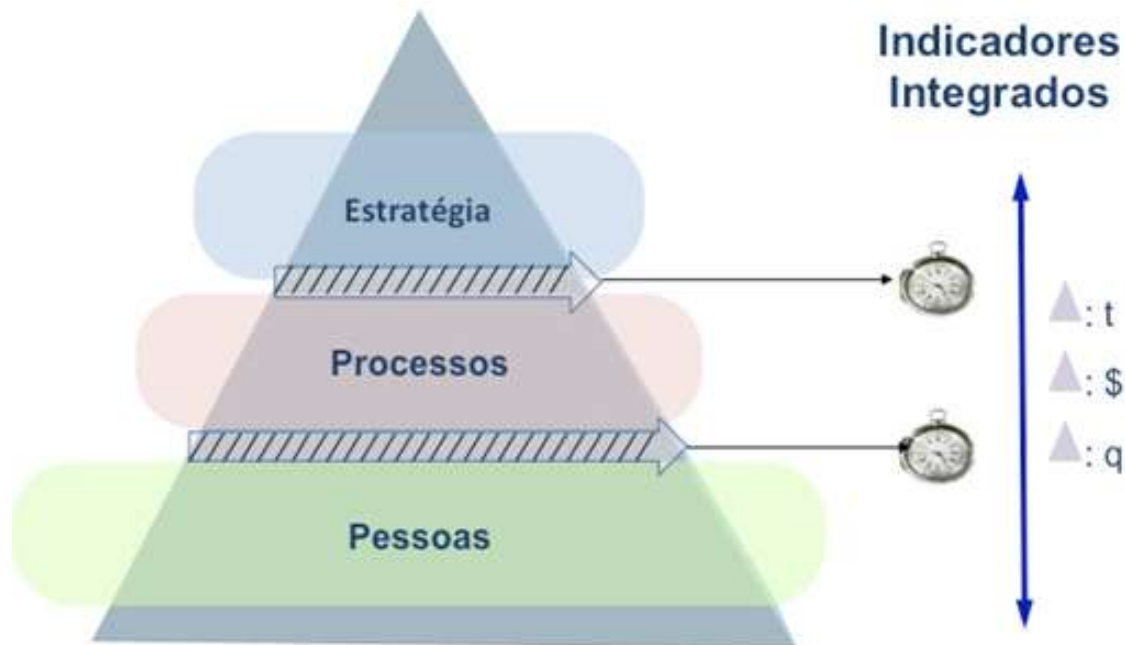 Indicadores
Integrados
Estratégia
: t
Processos
: $
: q
Pessoas